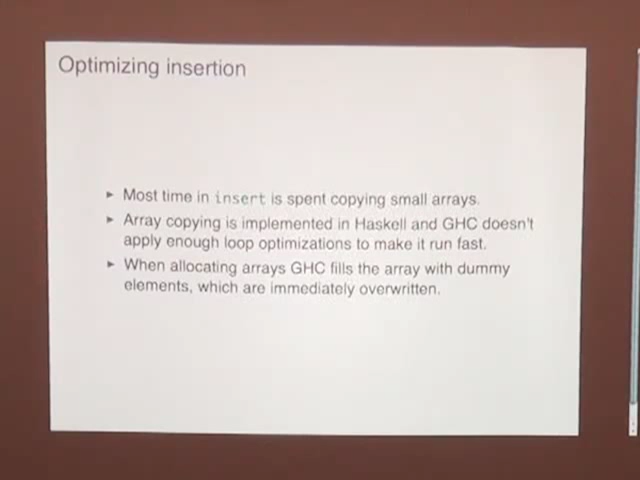 Optimizing insertion
► Most time in insert is spent copying small arrays.
► Array copying is implemented in Haskell and GHC doesn't
apply enough loop optimizations to make it run fast.
► When allocating arrays GHC fills the array with dummy
elements, which are immediately overwritten.